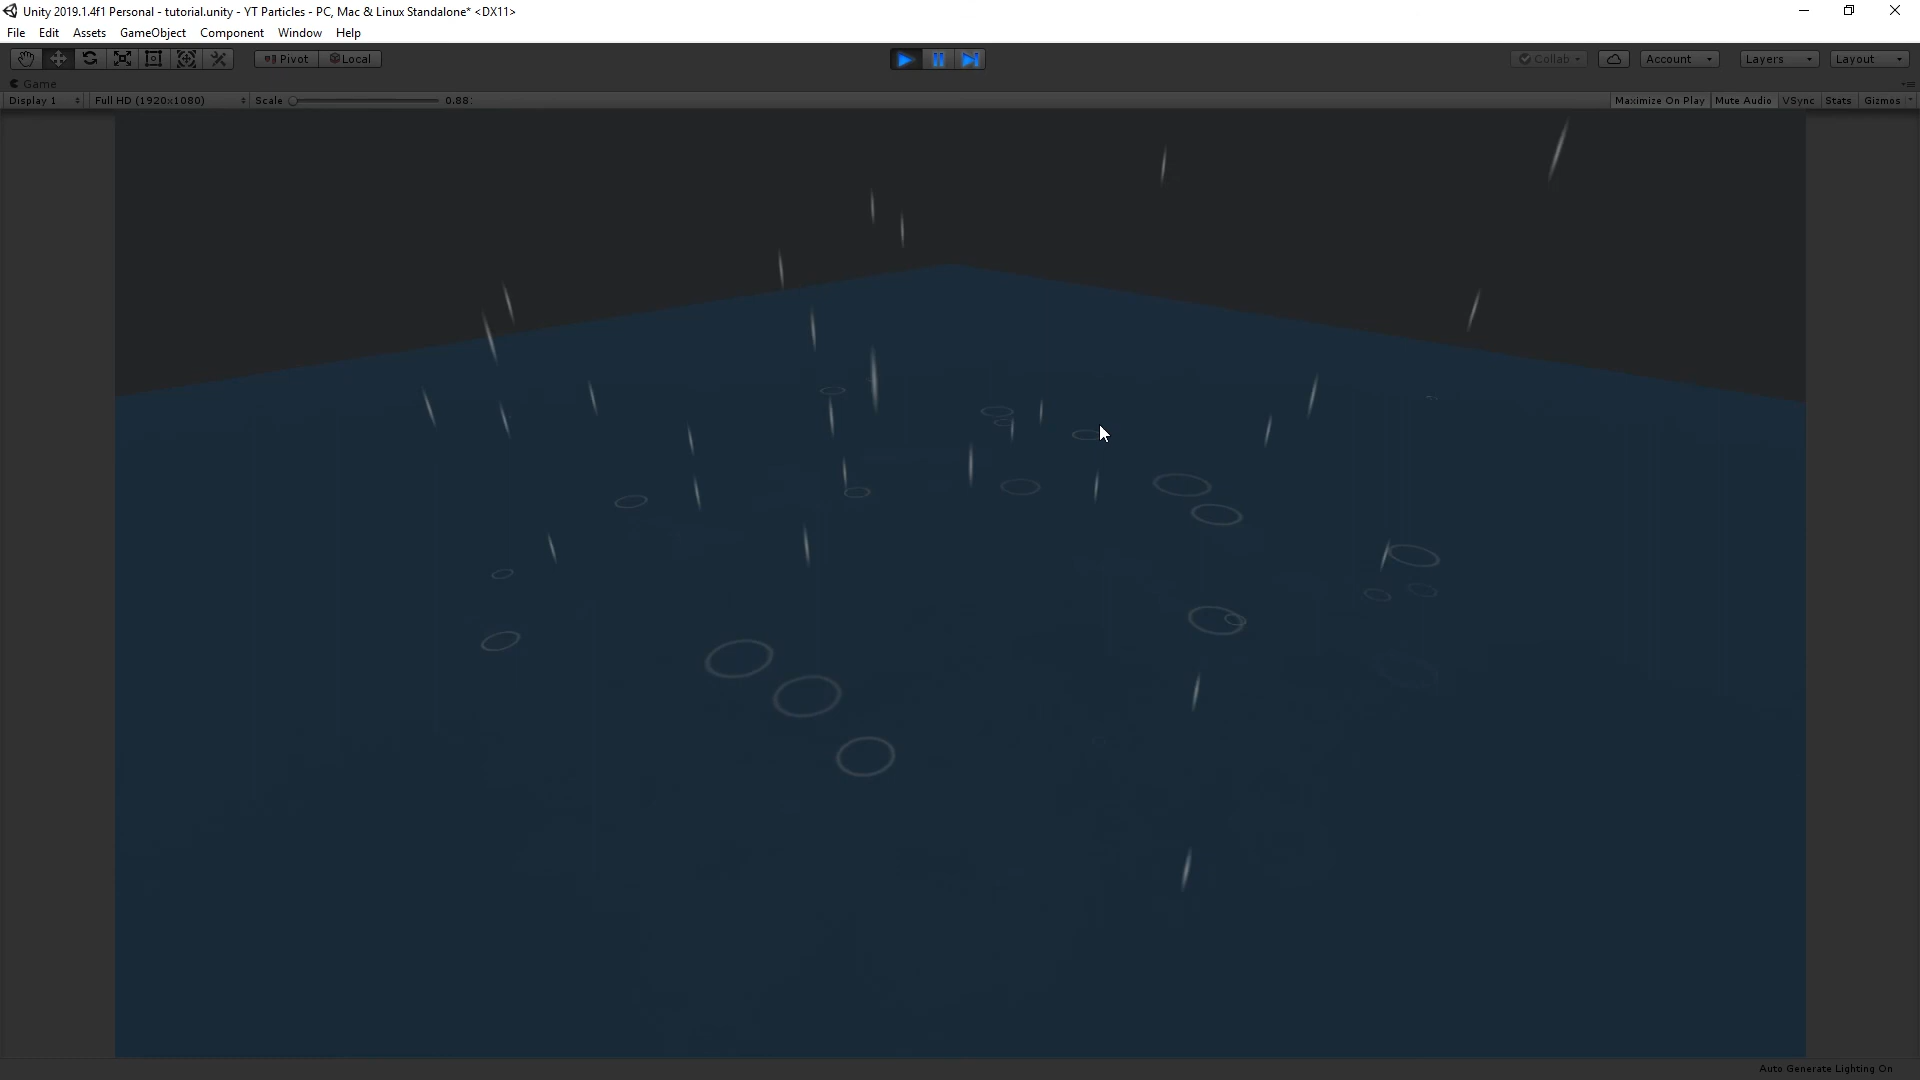 Unity 2019.1.4f1 Personal - tutorial.unity - YT Particles - PC, Mac & Linux Standalone* <DX11>
File Edit Assets GameObject Component Window Help
Pivot Local Collab Account Layers Layout
Game
Display 1 Full HD (1920x1080) Scale 0.88: Maximize On Play Mute Audio VSync Stats Gizmos
Auto Generate Lighting On